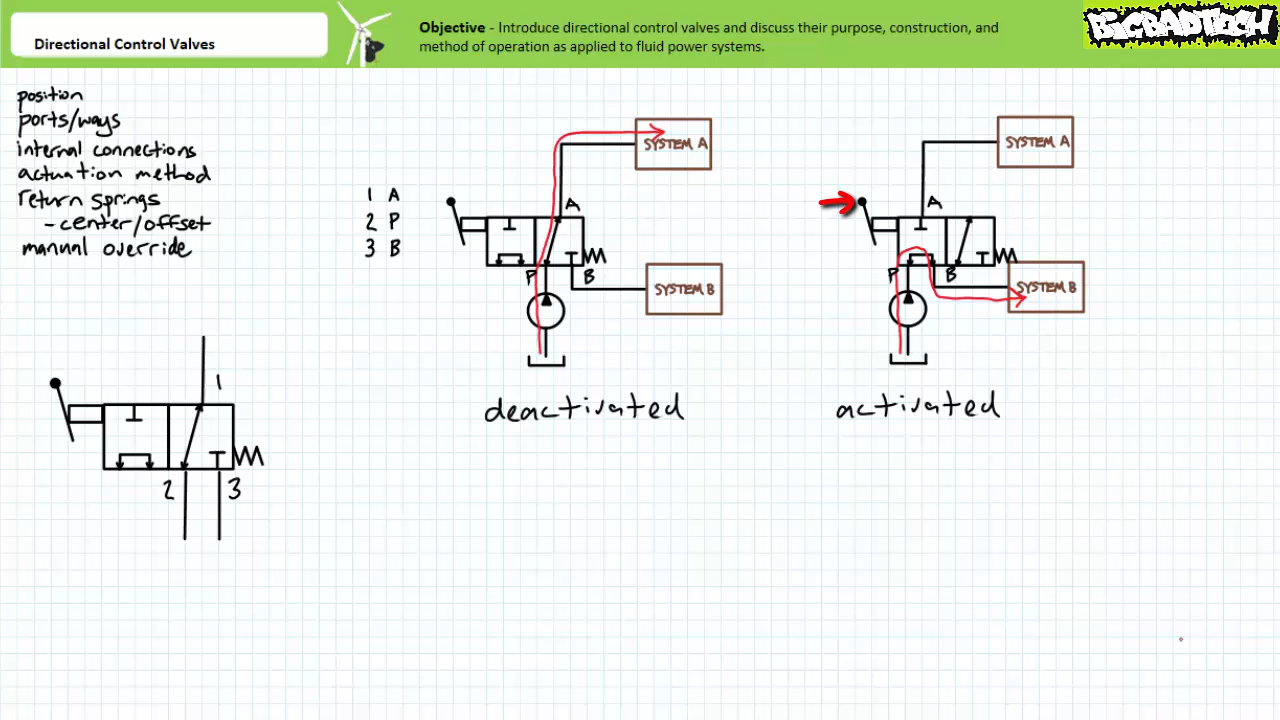 Directional Control Valves
Objective - Introduce directional control valves and discuss their purpose, construction, and
method of operation as applied to fluid power systems.
BIGBADTECH
position
ports/ways
internal connections
actuation method
return springs
- center/offset
manual override
1 A
2 P
3 B
1
2 3
SYSTEM A
A
P B
SYSTEM B
deactivated
SYSTEM A
A
P B
SYSTEM B
activated